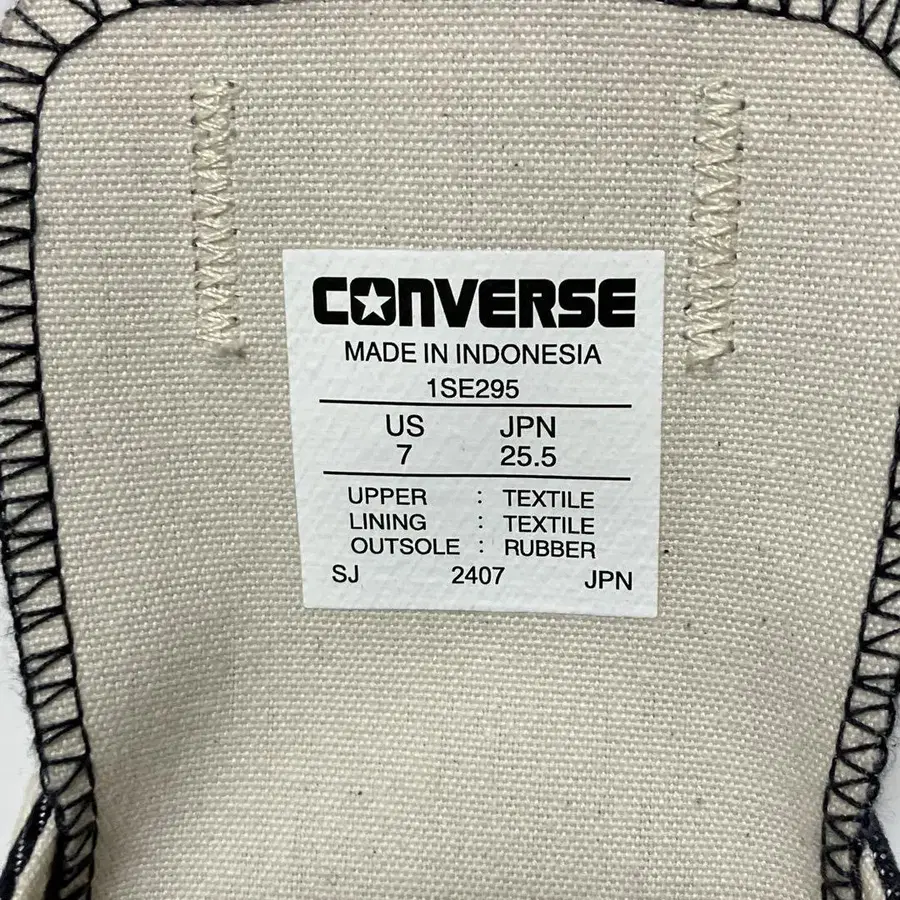 CONVERSE
MADE IN INDONESIA
1SE295
US JPN
7 25.5
UPPER : TEXTILE
LINING : TEXTILE
OUTSOLE : RUBBER
SJ 2407 JPN